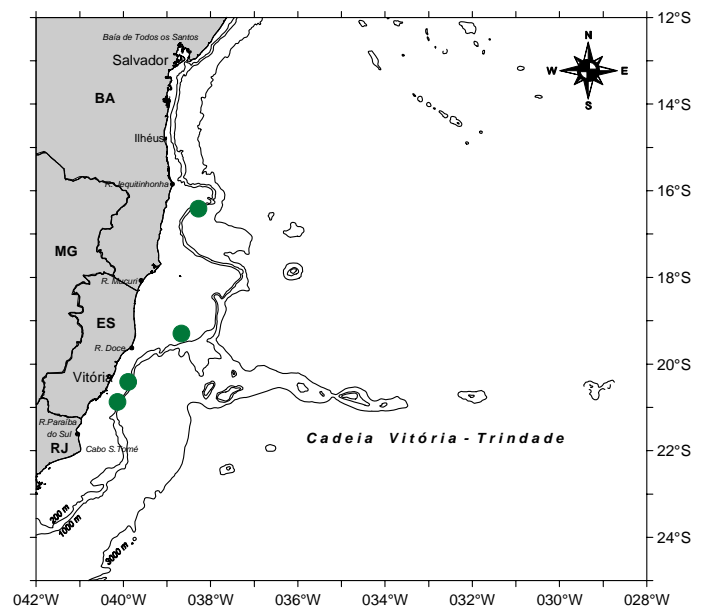 12°S
Baía de Todos os Santos
Salvador
N
W E
S
BA
14°S
Ilhéus
R. Jequitinhonha
16°S
MG
18°S
R. Mucuri
ES
R. Doce
20°S
Vitória
R.Paraíba
do Sul
Cadeia Vitória - Trindade
RJ
Cabo S.Tomé
22°S
200 m
1000 m
3000 m
24°S
042°W 040°W 038°W 036°W 034°W 032°W 030°W 028°W